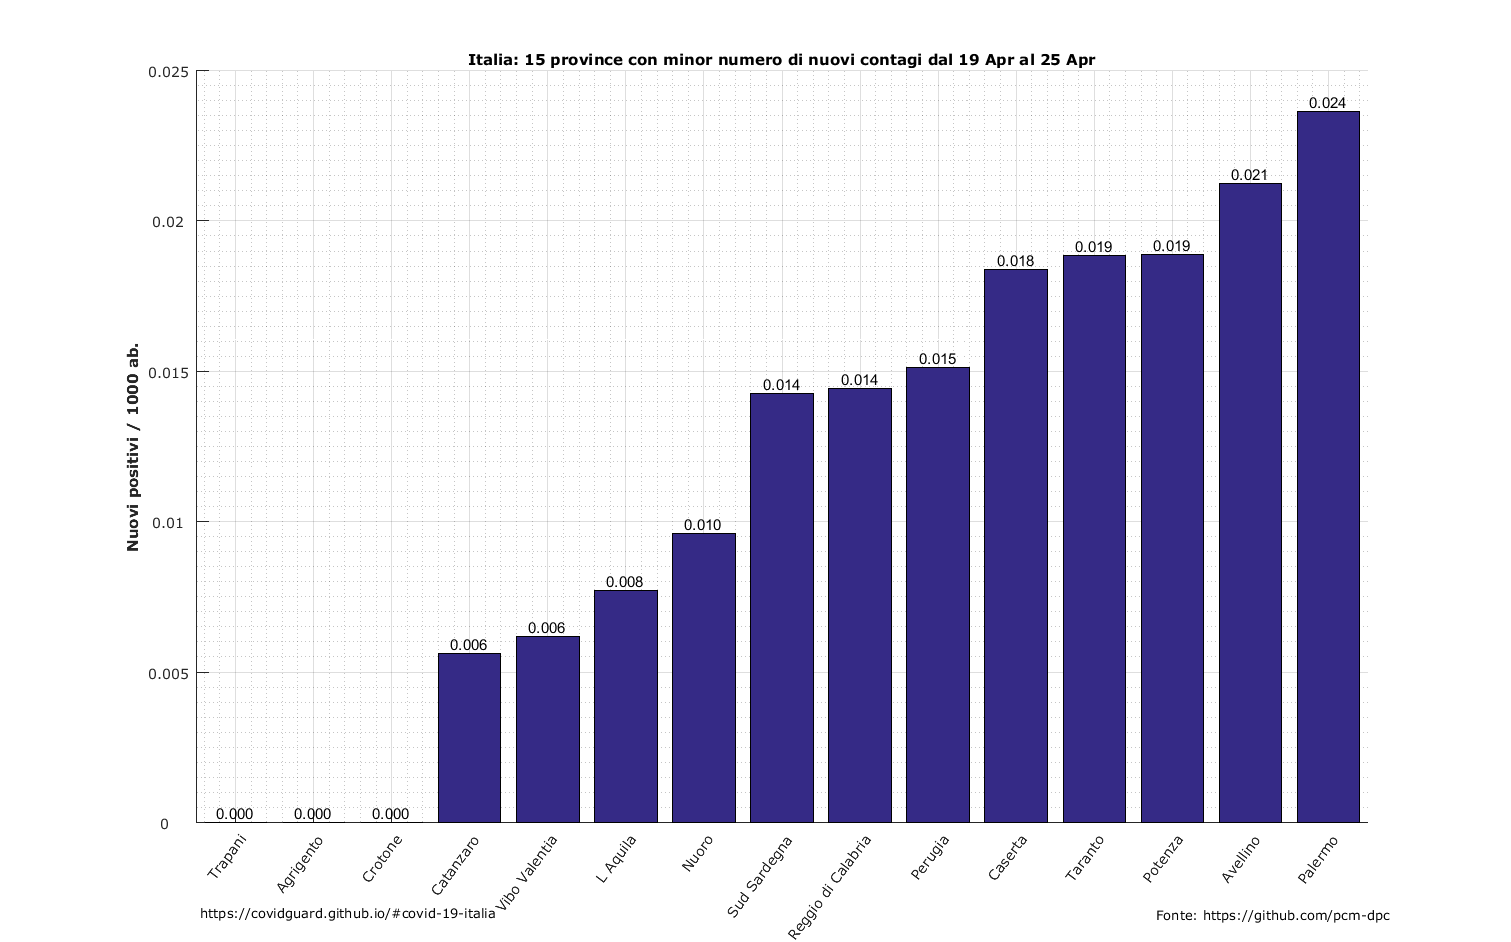 Italia: 15 province con minor numero di nuovi contagi dal 19 Apr al 25 Apr
Nuovi positivi / 1000 ab.
0.025
0.02
0.015
0.01
0.005
0
0.000
0.000
0.000
0.006
0.006
0.008
0.010
0.014
0.014
0.015
0.018
0.019
0.019
0.021
0.024
Trapani
Agrigento
Crotone
Catanzaro
Vibo Valentia
L Aquila
Nuoro
Sud Sardegna
Reggio di Calabria
Perugia
Caserta
Taranto
Potenza
Avellino
Palermo
https://covidguard.github.io/#covid-19-italia
Fonte: https://github.com/pcm-dpc